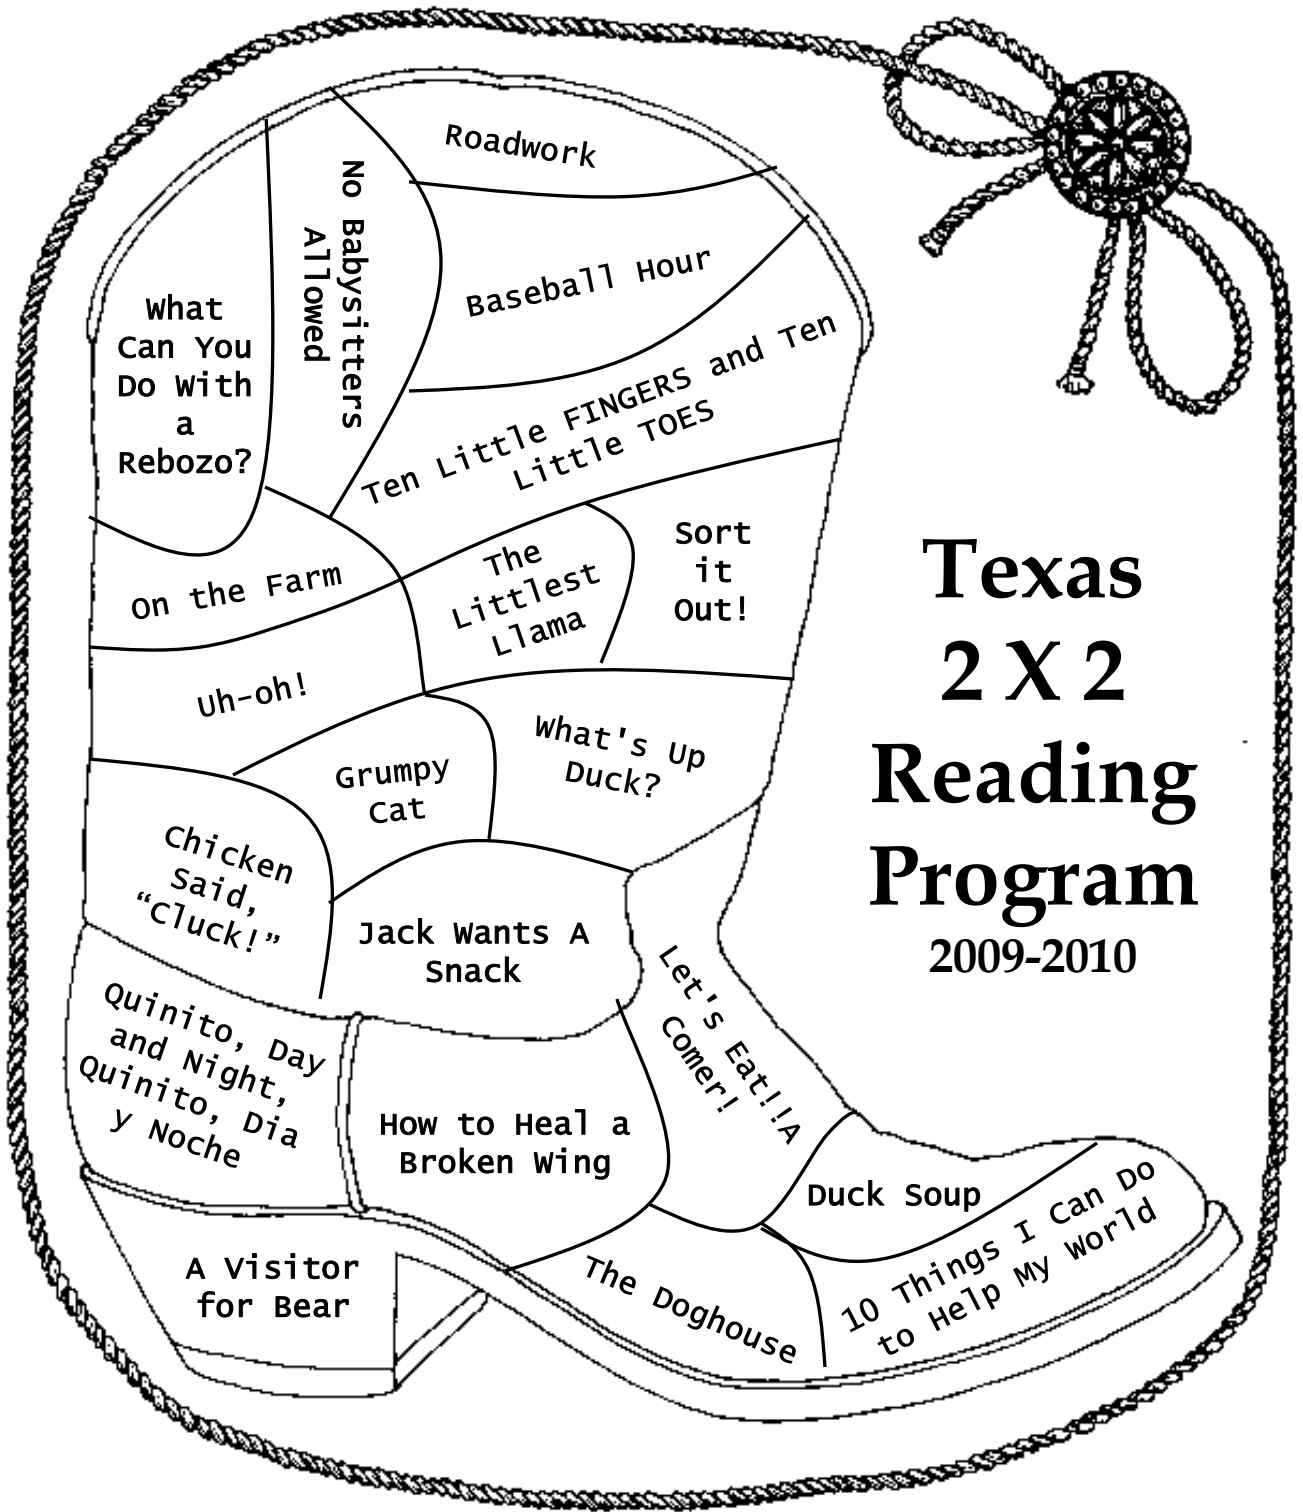 Roadwork
No Babysitters
Allowed
Baseball Hour
What
Can You
Do With
a
Rebozo?
Ten Little FINGERS and Ten
Little TOES
Sort
it
Out!
The
Littlest
Llama
On the Farm
Uh-oh!
What's Up
Duck?
Grumpy
Cat
Chicken
Said,
“Cluck!”
Jack Wants A
Snack
Let's Eat!!A
Comer!
Quinito, Day
and Night,
Quinito, Dia
y Noche
How to Heal a
Broken Wing
Duck Soup
10 Things I Can Do
to Help My World
The Doghouse
A Visitor
for Bear
Texas
2 X 2
Reading
Program
2009-2010